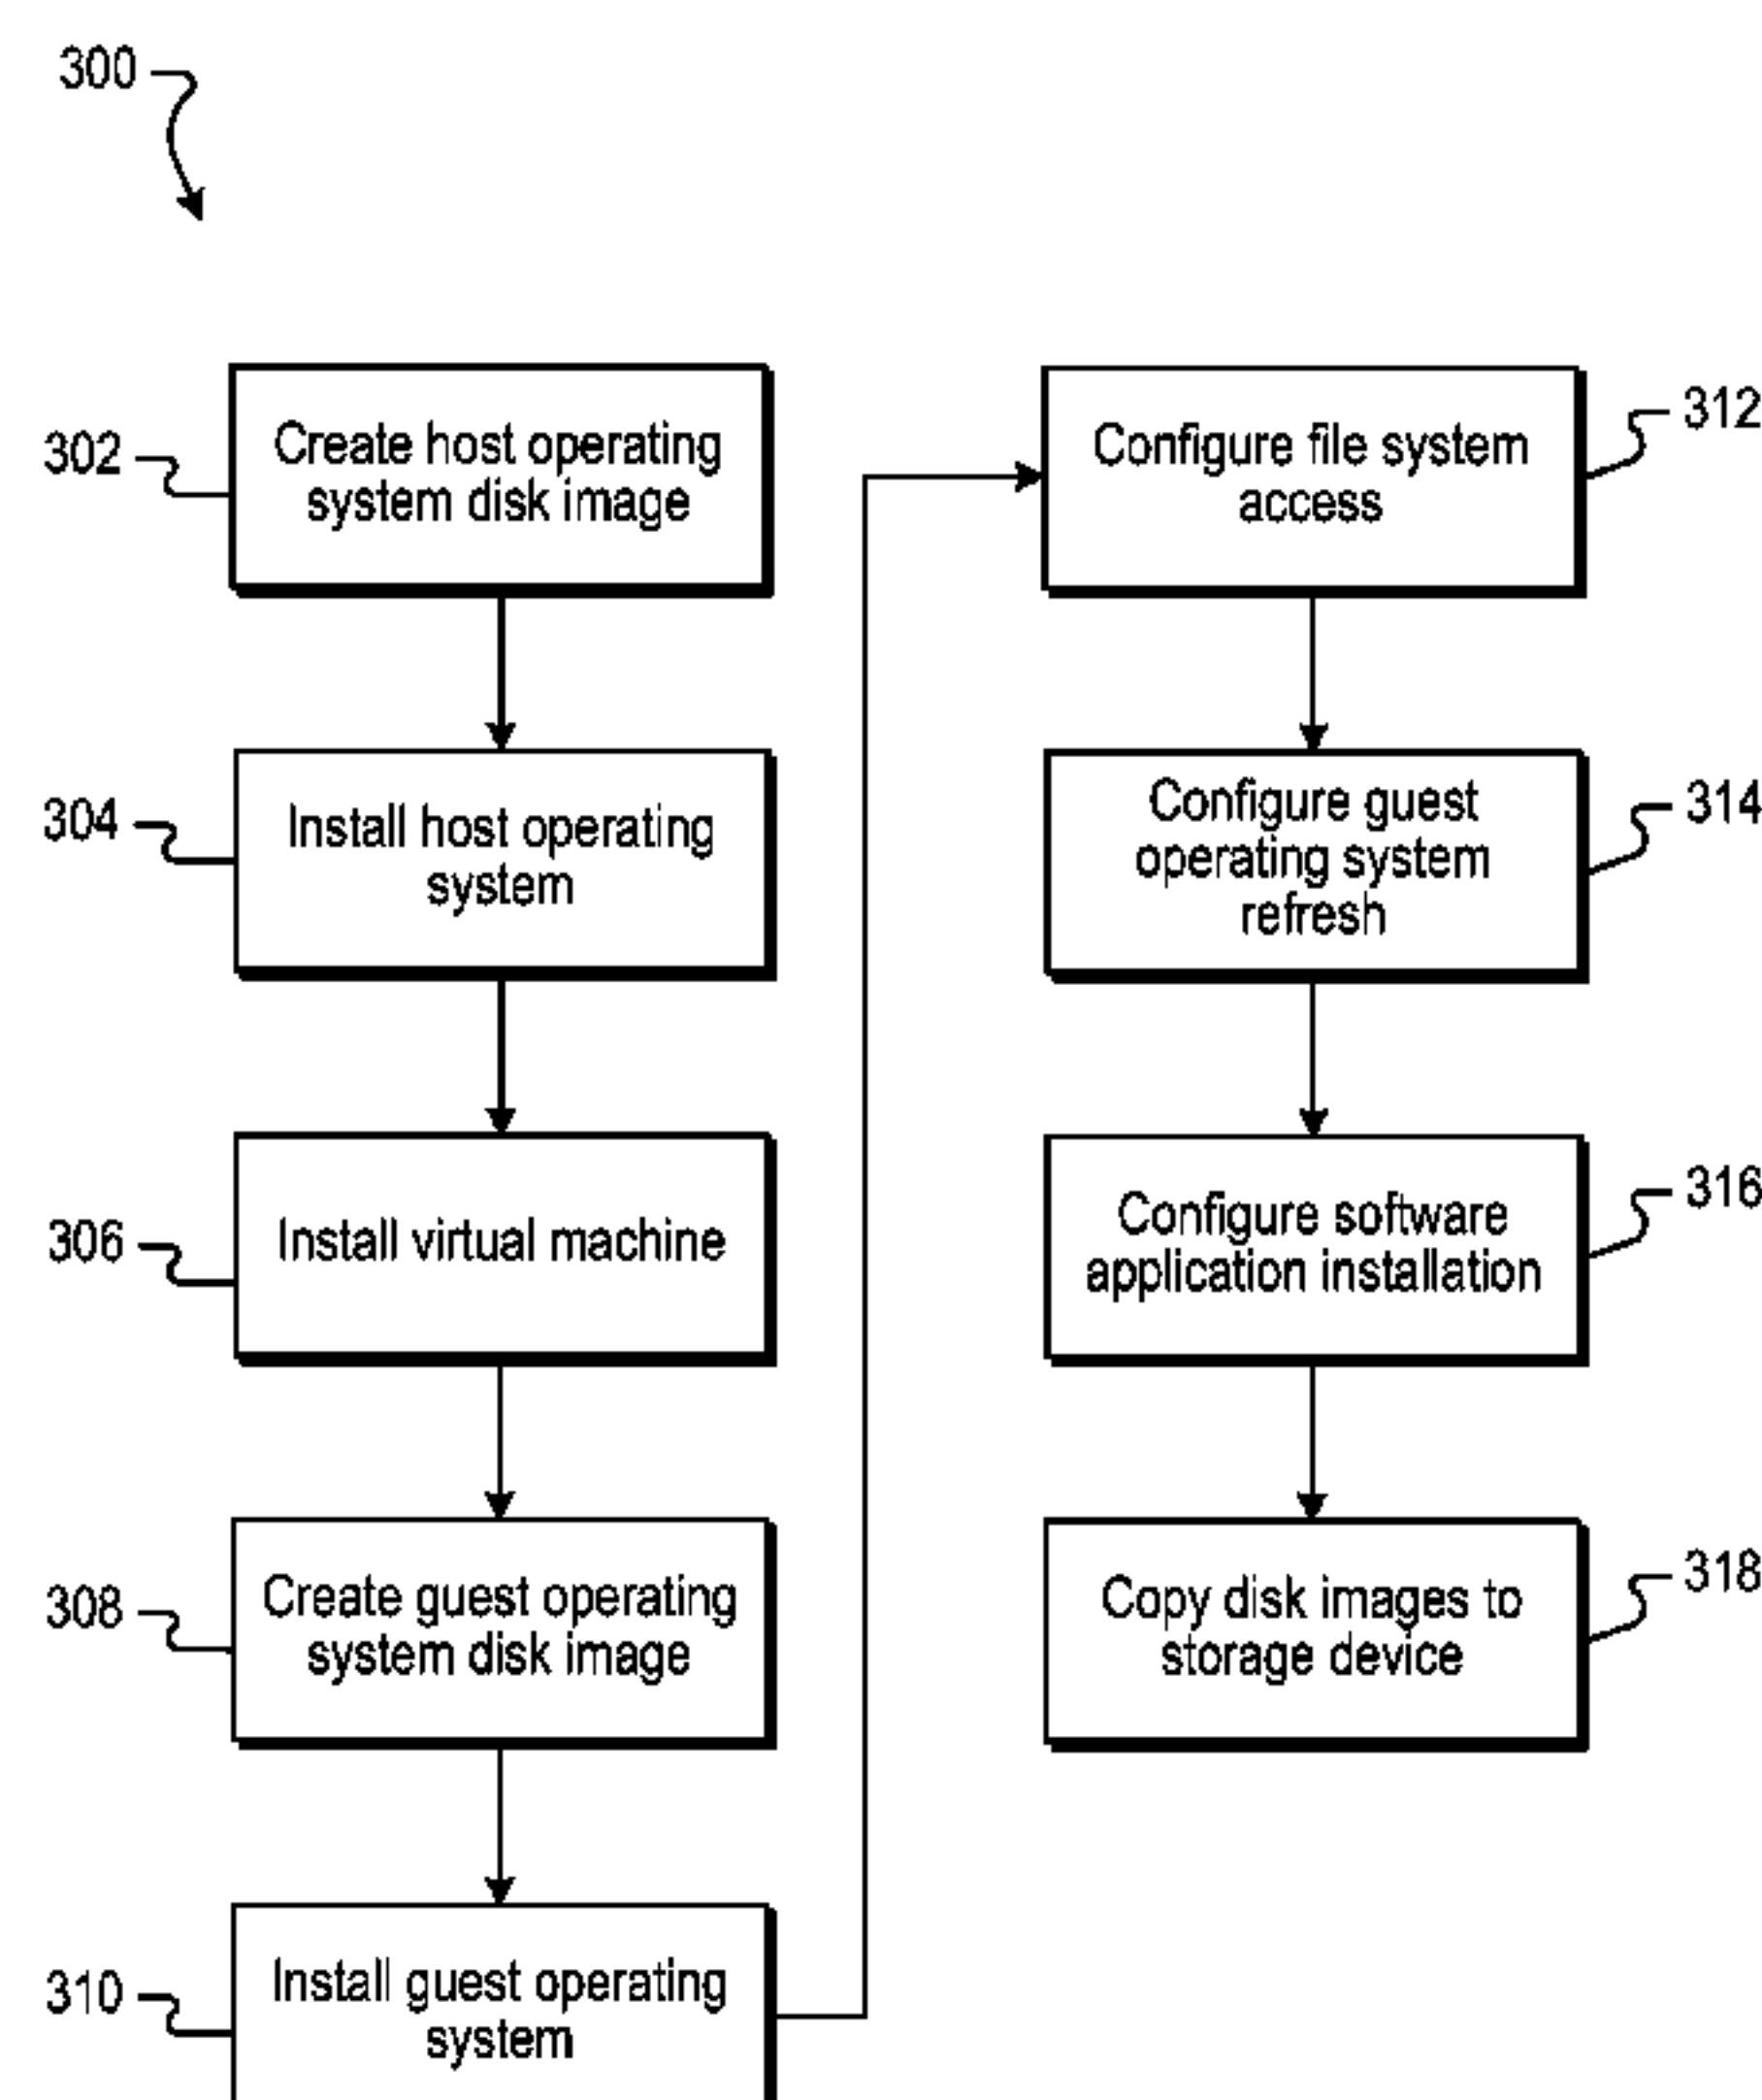 300
302
Create host operating
system disk image
304
Install host operating
system
306
Install virtual machine
308
Create guest operating
system disk image
310
Install guest operating
system
Configure file system
access
312
Configure guest
operating system
refresh
314
Configure software
application installation
316
Copy disk images to
storage device
318